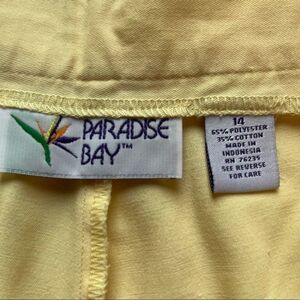 PARADISE
BAY™
14
65% POLYESTER
35% COTTON
MADE IN
INDONESIA
RN 76235
SEE REVERSE
FOR CARE